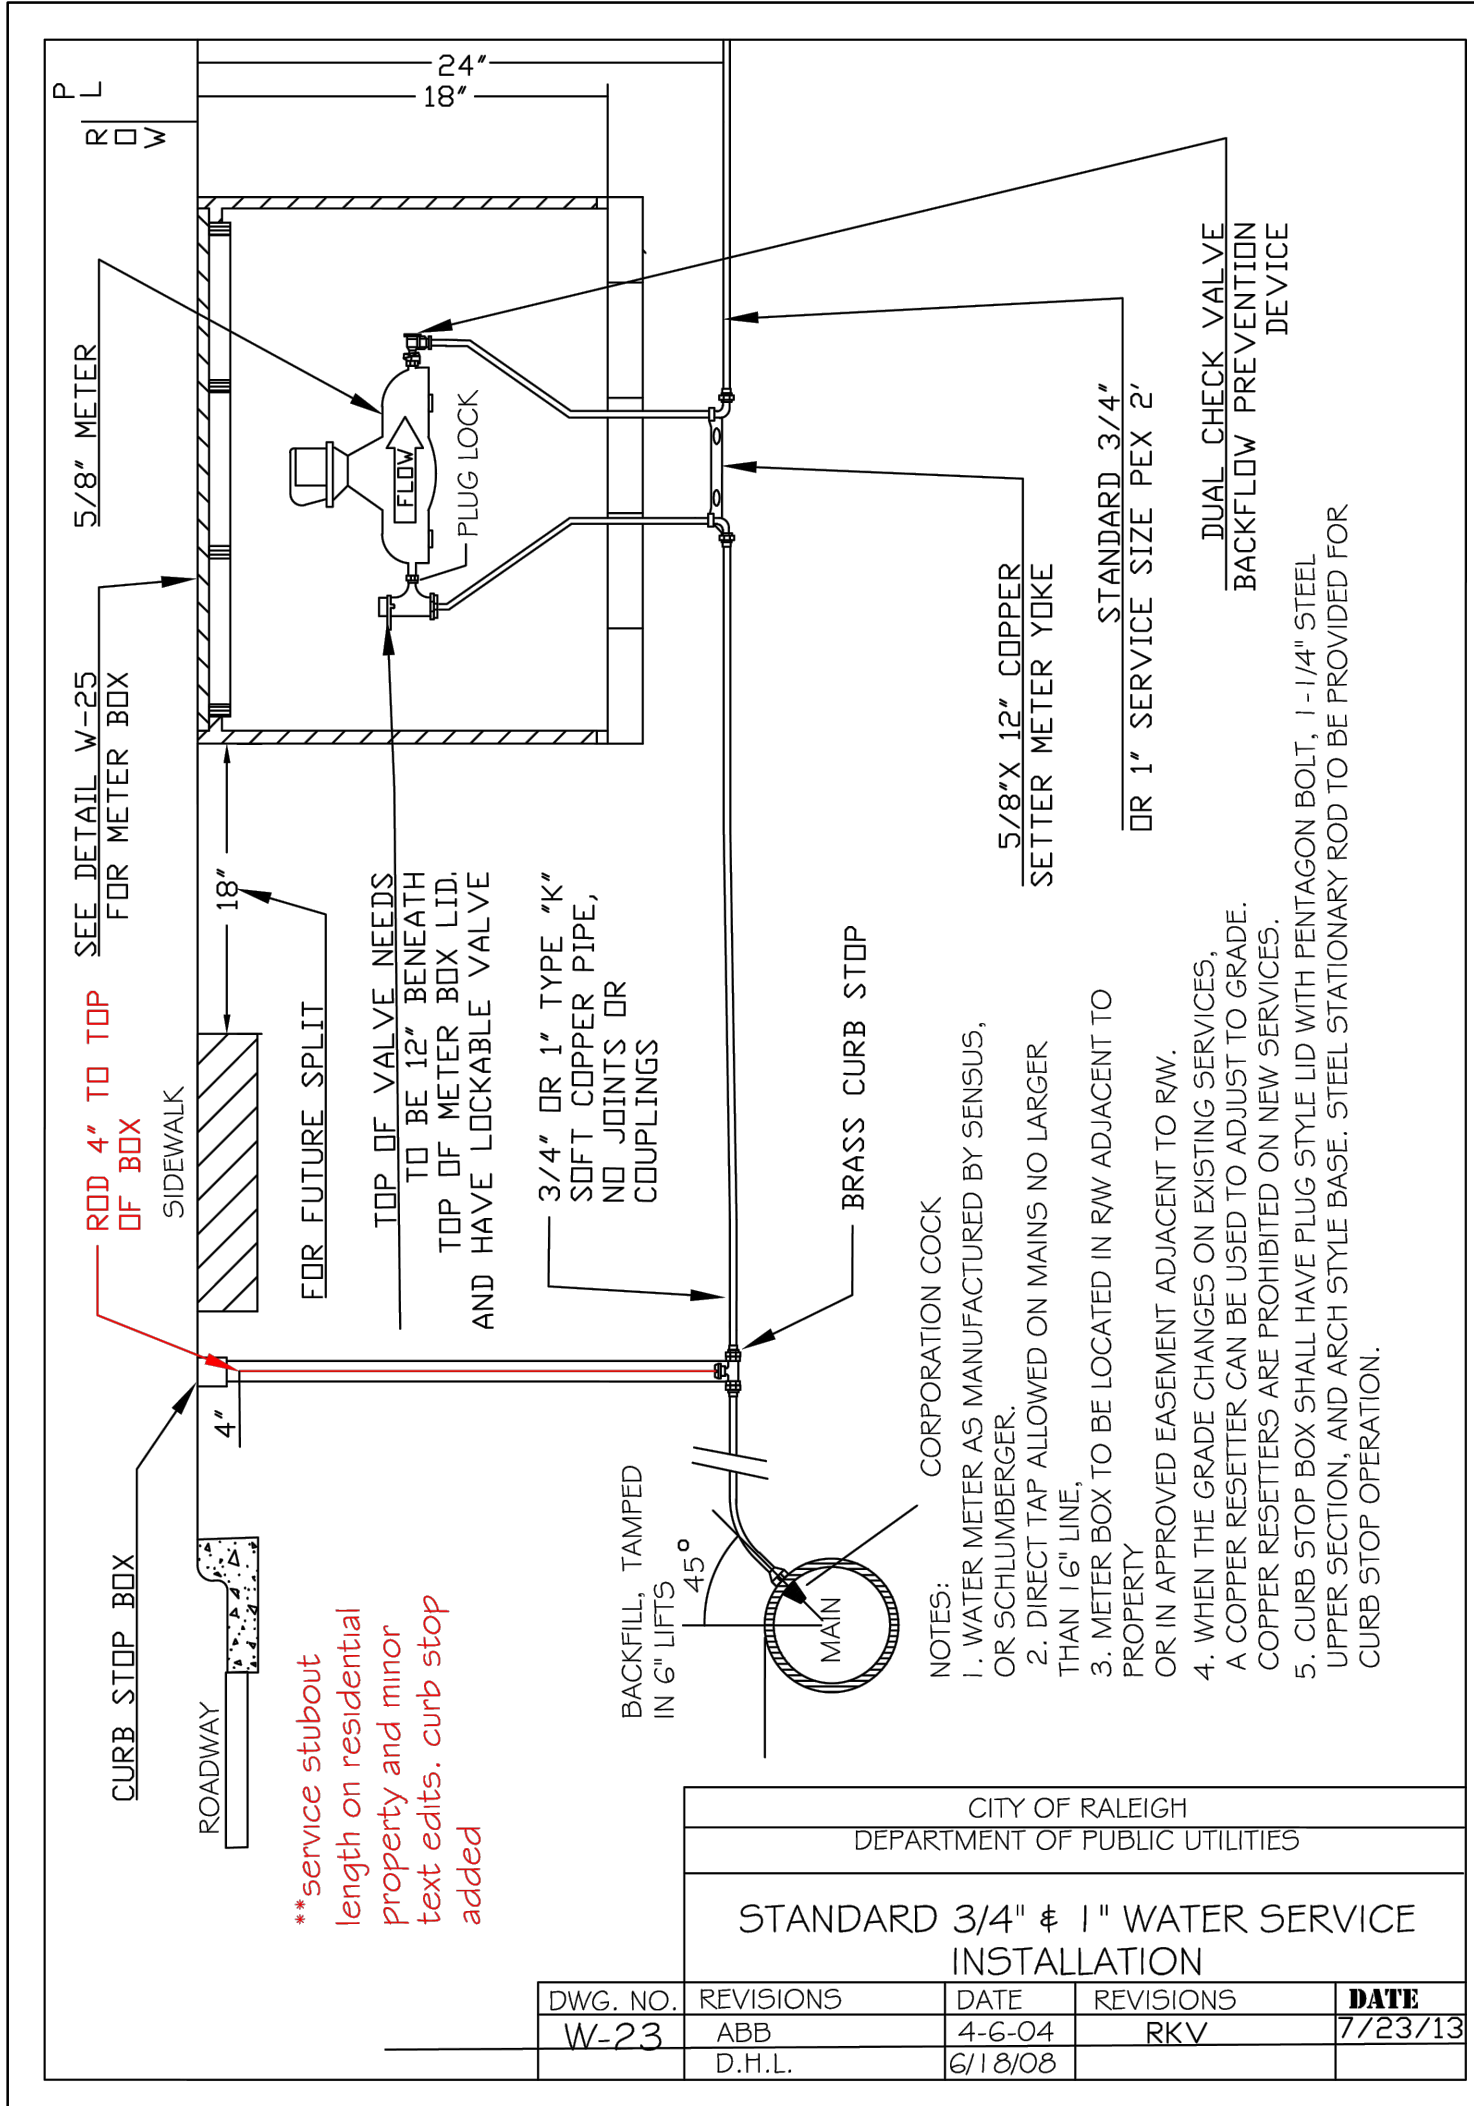 P
L
R
O
W
24"
18"
5/8" METER
SEE DETAIL W-25
FOR METER BOX
ROD 4" TO TOP
OF BOX
SIDEWALK
CURB STOP BOX
ROADWAY
4"
18"
FOR FUTURE SPLIT
FLOW
PLUG LOCK
TOP OF VALVE NEEDS
TO BE 12" BENEATH
TOP OF METER BOX LID.
AND HAVE LOCKABLE VALVE
3/4" OR 1" TYPE "K"
SOFT COPPER PIPE,
NO JOINTS OR
COUPLINGS
BRASS CURB STOP
5/8"X 12" COPPER
SETTER METER YOKE
STANDARD 3/4"
OR 1" SERVICE SIZE PEX 2'
DUAL CHECK VALVE
BACKFLOW PREVENTION
DEVICE
**service stubout
length on residential
property and minor
text edits. curb stop
added
BACKFILL, TAMPED
IN 6" LIFTS
45°
MAIN
CORPORATION COCK
NOTES:
1. WATER METER AS MANUFACTURED BY SENSUS,
OR SCHLUMBERGER.
2. DIRECT TAP ALLOWED ON MAINS NO LARGER
THAN 16" LINE,
3. METER BOX TO BE LOCATED IN R/W ADJACENT TO
PROPERTY
OR IN APPROVED EASEMENT ADJACENT TO R/W.
4. WHEN THE GRADE CHANGES ON EXISTING SERVICES,
A COPPER RESETTER CAN BE USED TO ADJUST TO GRADE.
COPPER RESETTERS ARE PROHIBITED ON NEW SERVICES.
5. CURB STOP BOX SHALL HAVE PLUG STYLE LID WITH PENTAGON BOLT, 1-1/4" STEEL
UPPER SECTION, AND ARCH STYLE BASE. STEEL STATIONARY ROD TO BE PROVIDED FOR
CURB STOP OPERATION.
CITY OF RALEIGH
DEPARTMENT OF PUBLIC UTILITIES
STANDARD 3/4" & 1" WATER SERVICE
INSTALLATION
DWG. NO. REVISIONS DATE REVISIONS DATE
W-23 ABB 4-6-04 RKV 7/23/13
D.H.L. 6/18/08